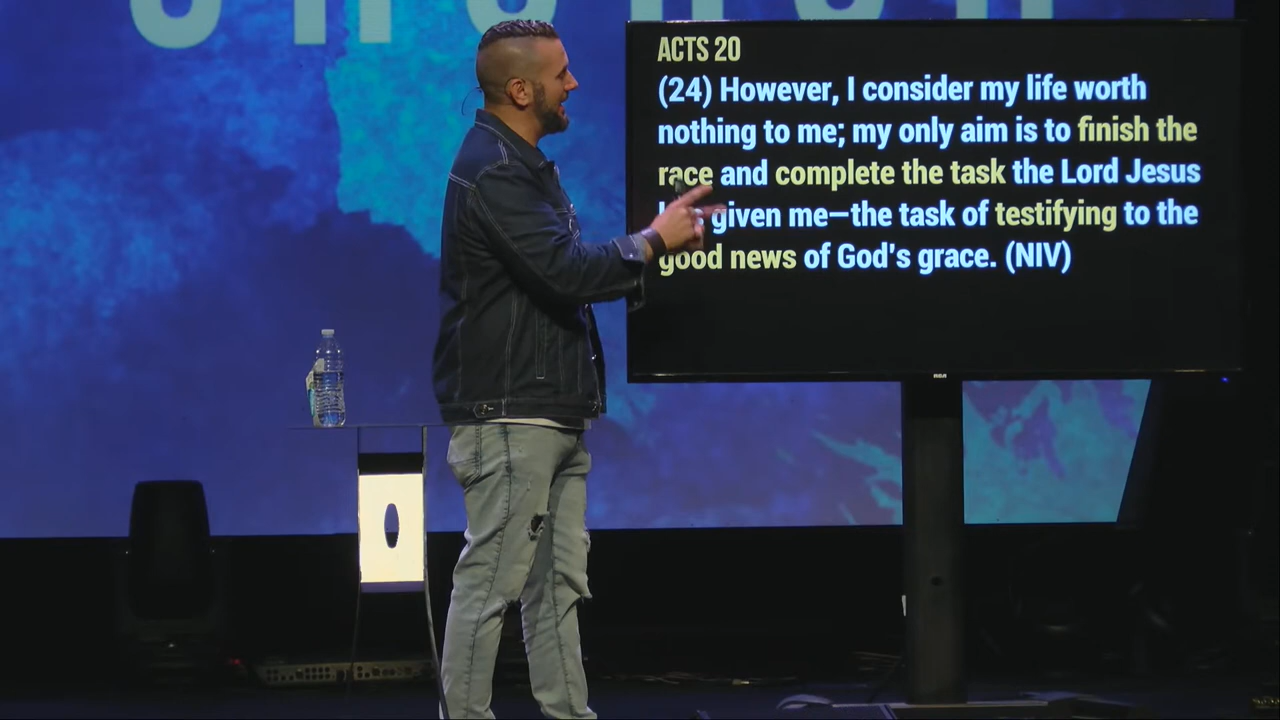 ACTS 20
(24) However, I consider my life worth
nothing to me; my only aim is to finish the
race and complete the task the Lord Jesus
given me—the task of testifying to the
good news of God's grace. (NIV)
RCA